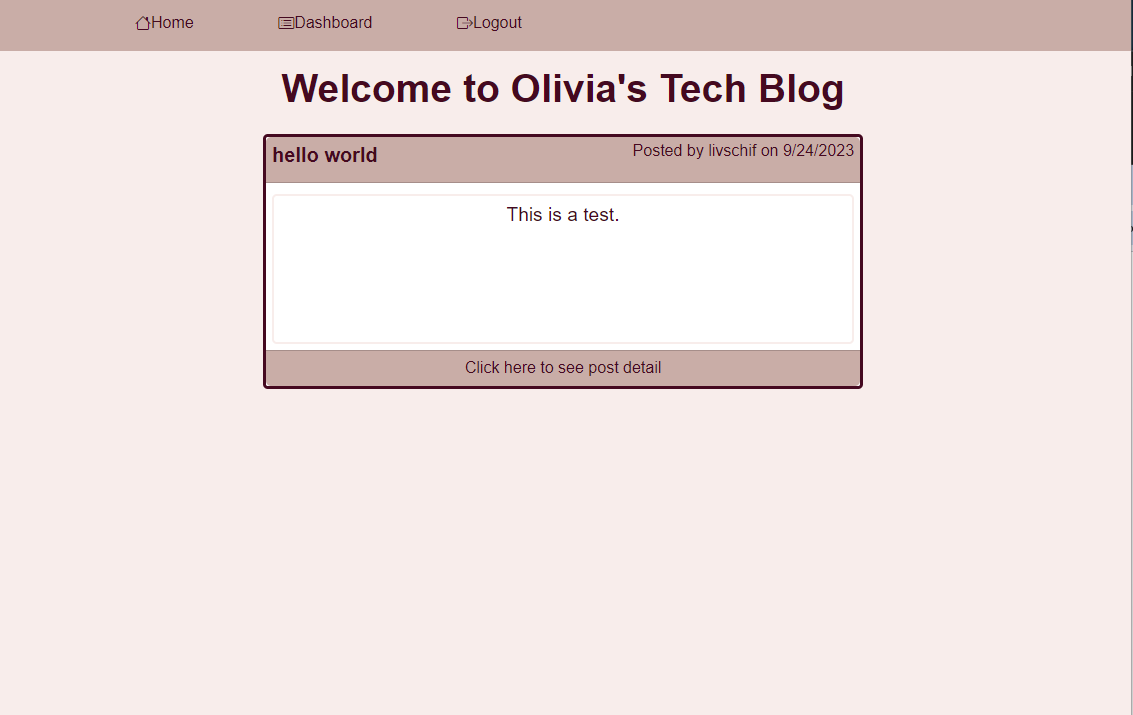 Home Dashboard Logout
Welcome to Olivia's Tech Blog
hello world Posted by livschif on 9/24/2023
This is a test.
Click here to see post detail